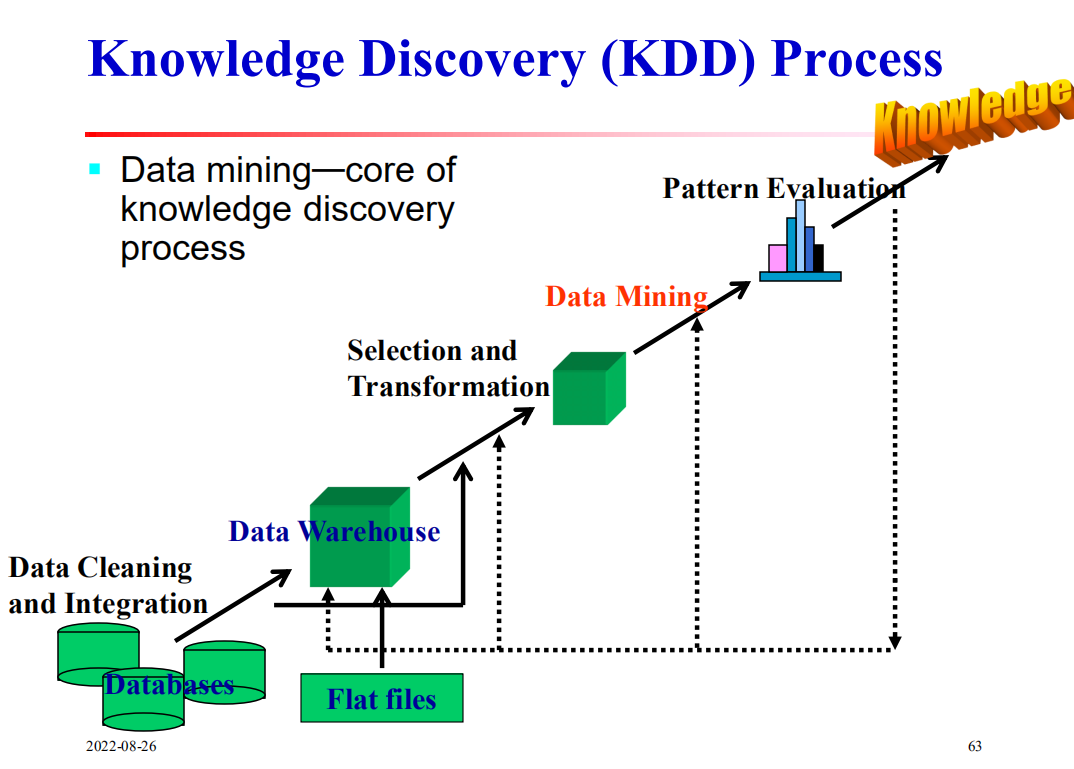 Knowledge Discovery (KDD) Process
Knowledge
Data mining—core of
knowledge discovery
process
Pattern Evaluation
Data Mining
Selection and
Transformation
Data Warehouse
Data Cleaning
and Integration
Databases
Flat files
2022-08-26
63